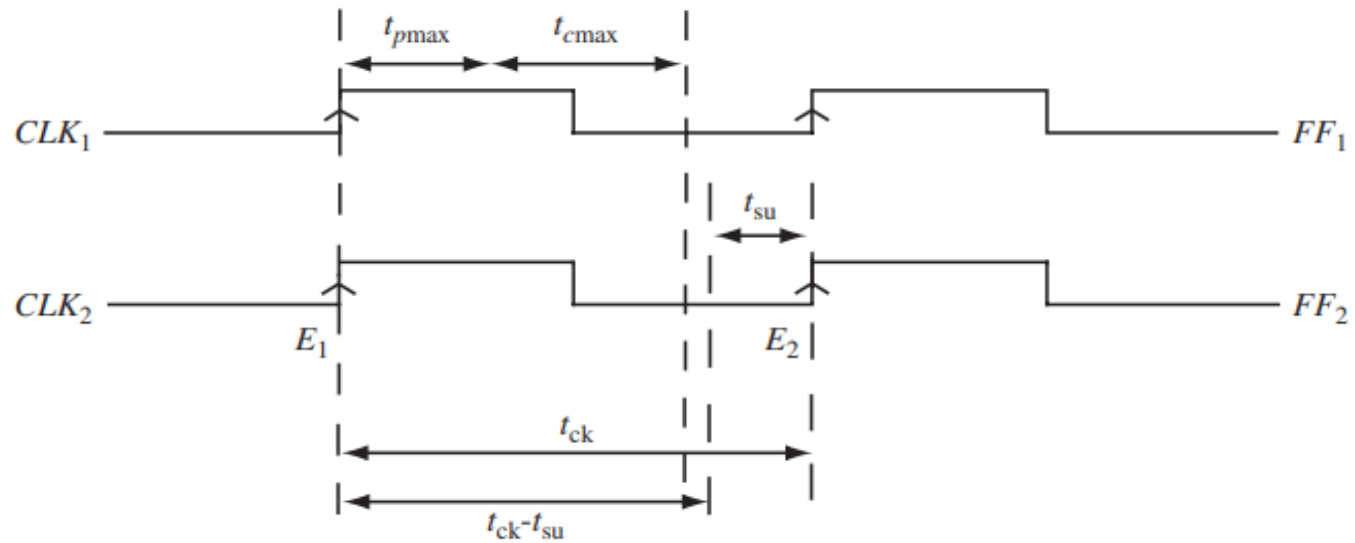 t_pmax t_cmax
CLK_1 FF_1
t_su
CLK_2 FF_2
E_1 E_2
t_ck
t_ck-t_su